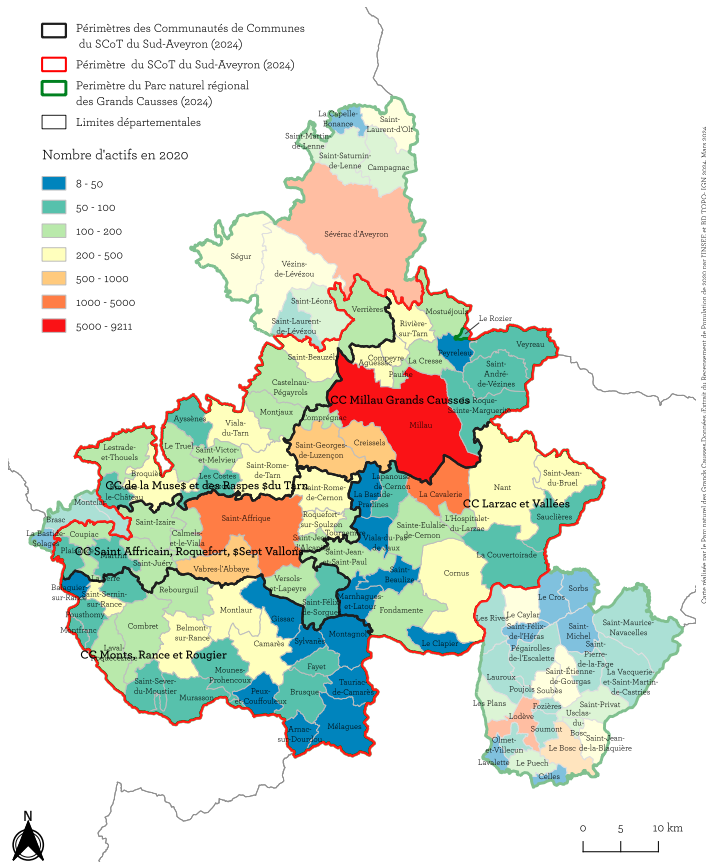 Périmètres des Communautés de Communes
du SCoT du Sud-Aveyron (2024)
Périmètre du SCoT du Sud-Aveyron (2024)
Perimètre du Parc naturel régional
des Grands Causses (2024)
Limites départementales
Nombre d'actifs en 2020
8 - 50
50 - 100
100 - 200
200 - 500
500 - 1000
1000 - 5000
5000 - 9211
La Capelle-
Bonance
Saint-
Laurent-d'Olt
Saint-Martin-
de-Lenne
Saint-Saturnin-
de-Lenne
Campagnac
Sévérac d'Aveyron
Ségur
Vézins-
de-Lévézou
Saint-Léons
Saint-Laurent-
de-Lévézou
Verrières
Mostuéjouls
Le Rozier
Rivière-
sur-Tarn
Veyreau
Peyreleau
Compeyre
Aguessac
La Cresse
Paulhe
Saint-
André-
de-Vézines
Saint-Beauzély
Castelnau-
Pégayrols
CC Millau Grands Causses
La Roque-
Sainte-Marguerite
Montjaux
Comprégnac
Millau
Ayssènes
Viala-
du-Tarn
Saint-Georges-
de-Luzençon
Creissels
Lestrade-
et-Thouels
Le Truel
Saint-Victor-
et-Melvieu
Saint-Rome-
de-Tarn
Broquiès
Les Costes
CC de la Muses et des Raspes $du Tarn
le-Château
Lapanouse-
de-Cernon
Nant
Saint-Jean-
du-Bruel
Saint-Rome-
de-Cernon
La Bastide-
Pradines
La Cavalerie
CC Larzac et Vallées
Sauclières
Montclar
Brasc
Saint-Izaire
Saint-Affrique
Roquefort-
sur-Soulzon
Tournemire
Sainte-Eulalie-
de-Cernon
L'Hospitalet-
du-Larzac
La Bastide-
Solages
Coupiac
Calmels-
et-le-Viala
Viala-du-Pas-
de-Jaux
CC Saint Affricain, Roquefort, $Sept Vallons
Saint-Jean-
et-Saint-Paul
La Couvertoirade
Saint-Juéry
Vabres-l'Abbaye
Versols-
et-Lapeyre
Saint-
Beaulize
Cornus
Balaguier-
sur-Rance
Saint-Sernin-
sur-Rance
Rebourguil
Saint-Félix-
de-Sorgues
Marnhagues-
et-Latour
Fondamente
Pousthomy
Montfranc
Combret
Montlaur
Gissac
Belmont-
sur-Rance
Camarès
Sylvanès
Montagnol
Le Clapier
CC Monts, Rance et Rougier
Fayet
Mounes-
Prohencoux
Saint-Sever-
du-Moustier
Murasson
Peux-
et-Couffouleux
Brusque
Tauriac-
de-Camarès
Arnac-
sur-Dourdou
Mélagues
Sorbs
Le Cros
Les Rives
Le Caylar
Saint-Félix-
de-l'Héras
Saint-
Michel
Saint-Maurice-
Navacelles
Pégairolles-
de-l'Escalette
Saint-
Pierre-
de-la-Fage
Lauroux
Saint-Étienne-
de-Gourgas
La Vacquerie-
et-Saint-Martin-
de-Castries
Poujols
Soubès
Les Plans
Fozières
Saint-Privat
Lodève
Usclas-
du-
Bosc
Soumont
Olmet-
et-Villecun
Le Bosc
Saint-Jean-
de-la-Blaquière
Lavalette
Le Puech
Celles
N
0 5 10 km